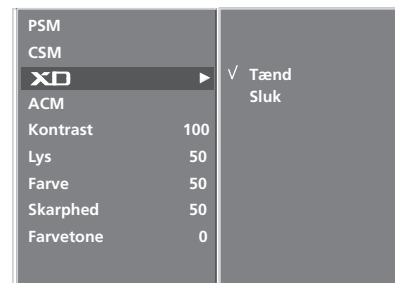 PSM
CSM
XD
ACM
Kontrast 100
Lys 50
Farve 50
Skarphed 50
Farvetone 0
√ Tænd
Sluk